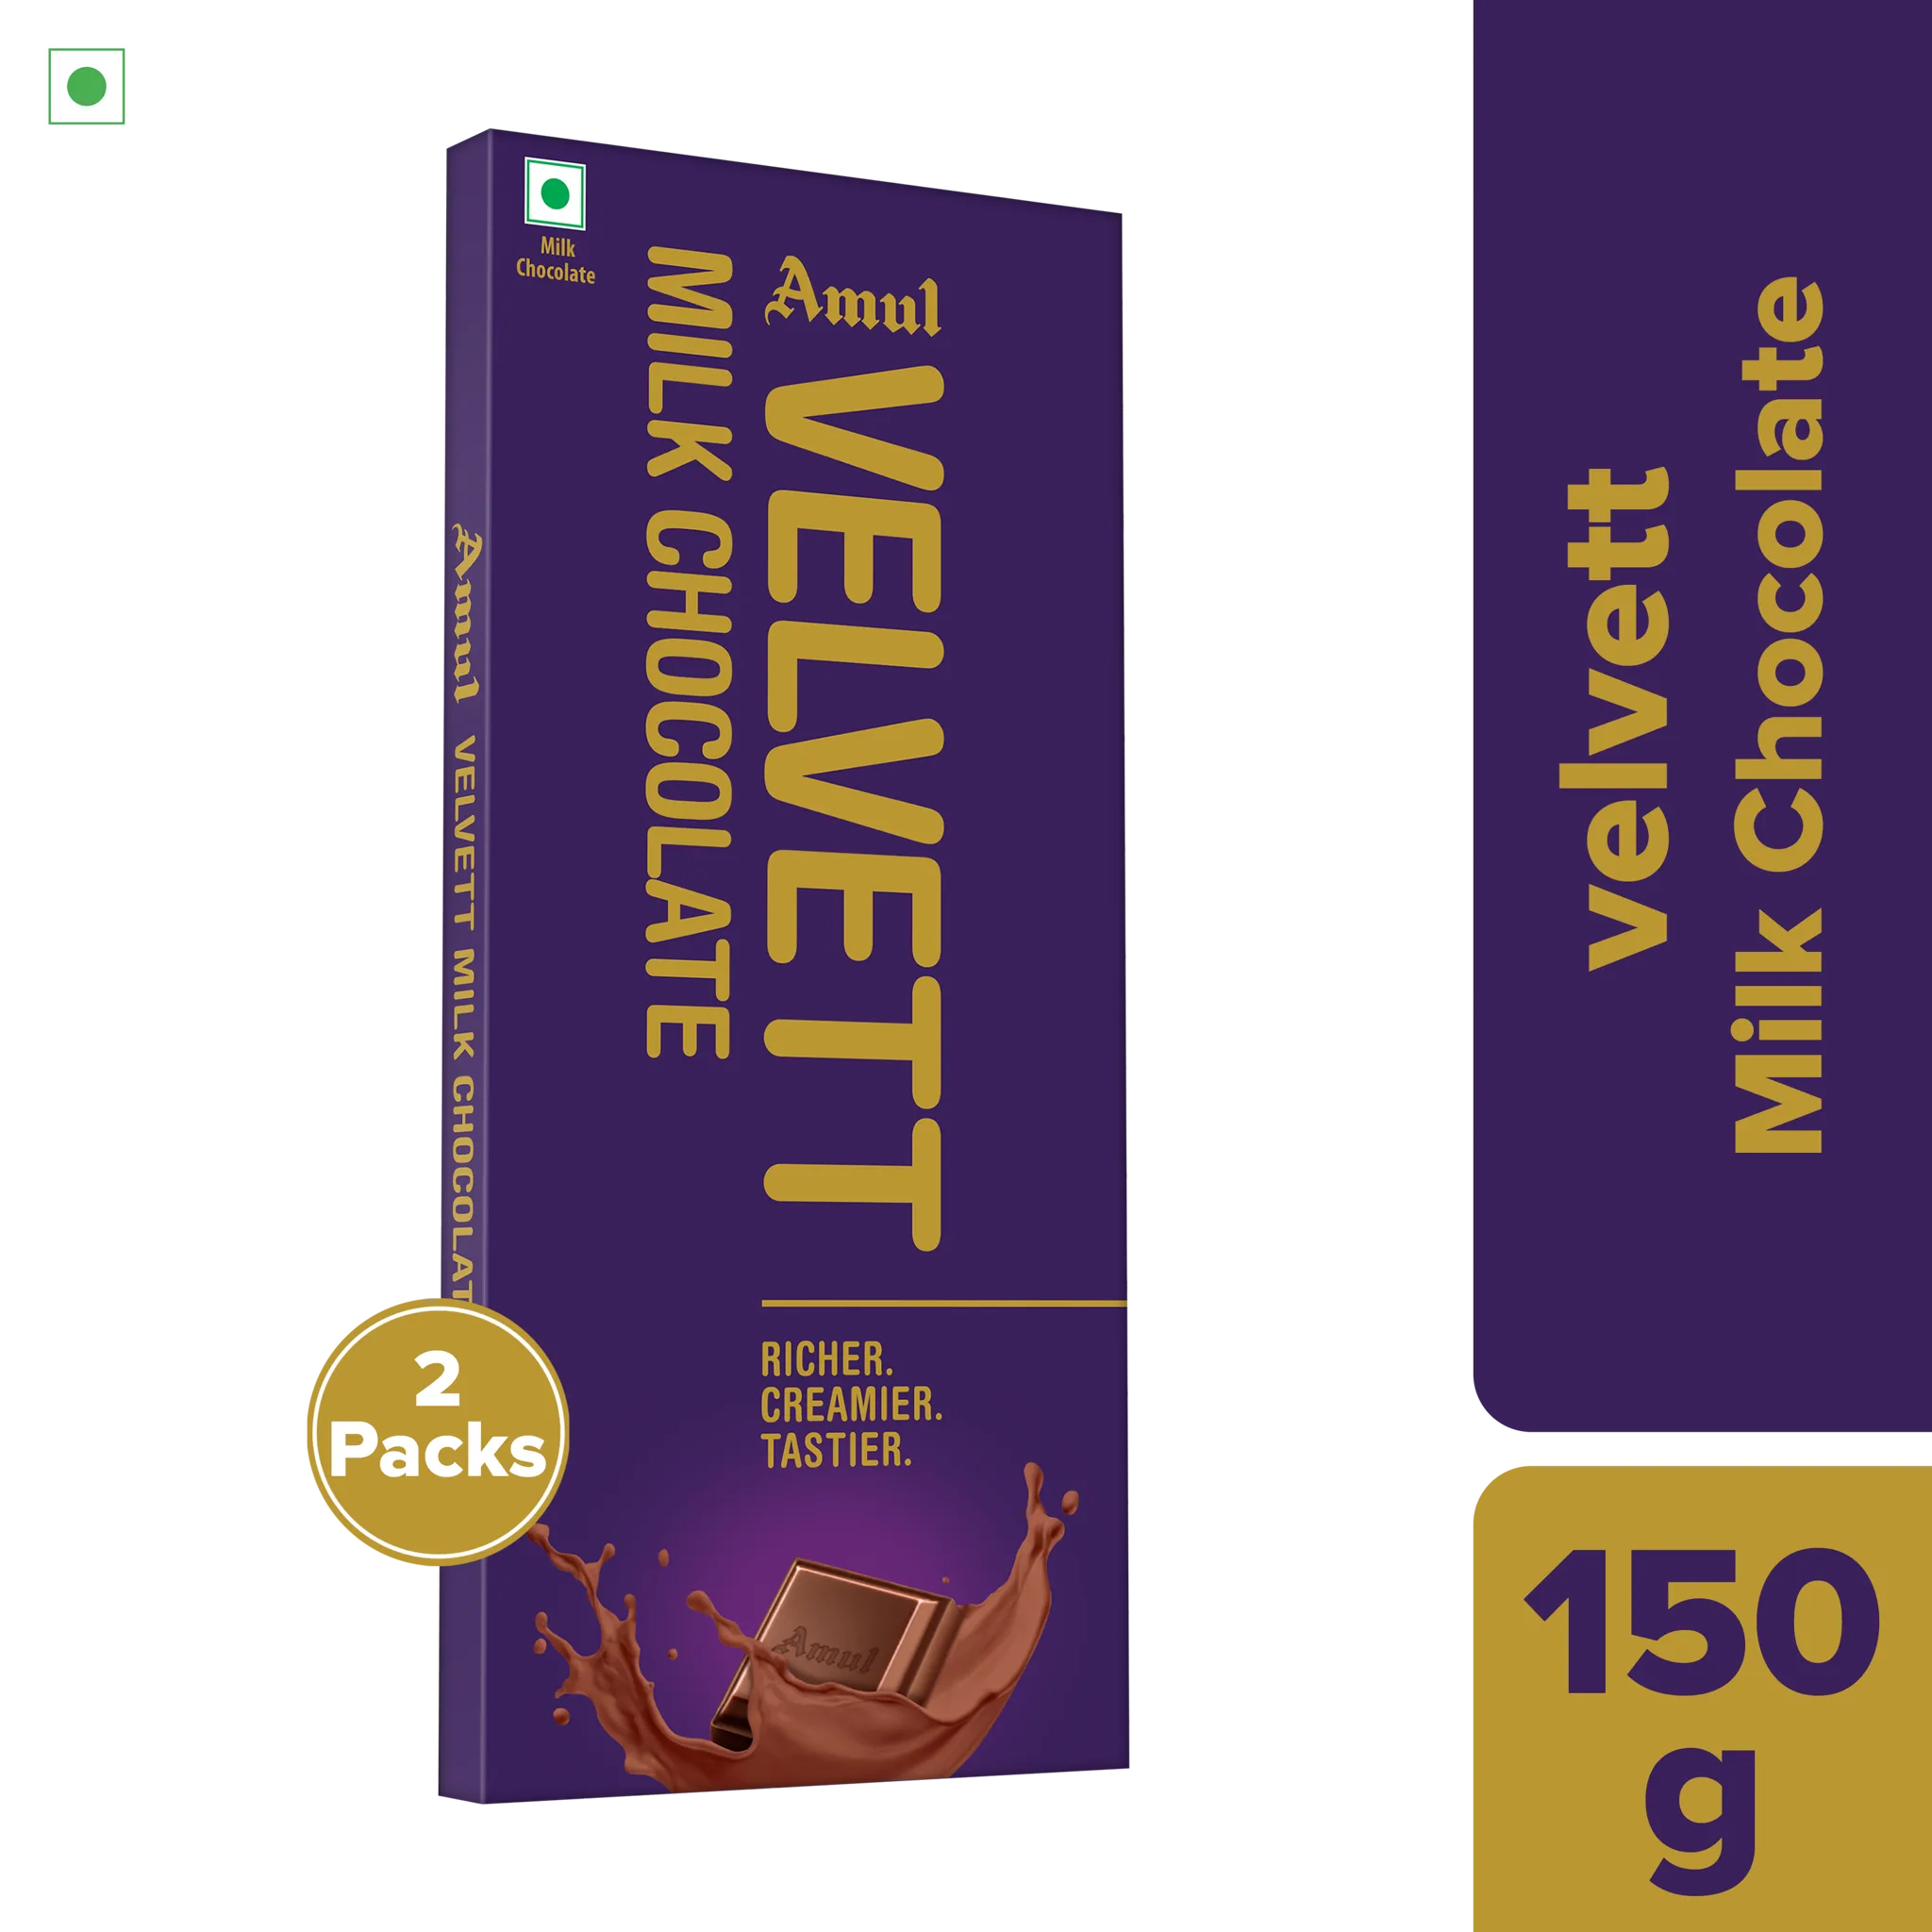 Milk
Chocolate
Amul
VELVETT
MILK CHOCOLATE
Amul VELVETT MILK CHOCOLAT
RICHER.
CREAMIER.
TASTIER.
Amul
2
Packs
velvett
Milk Chocolate
150
g